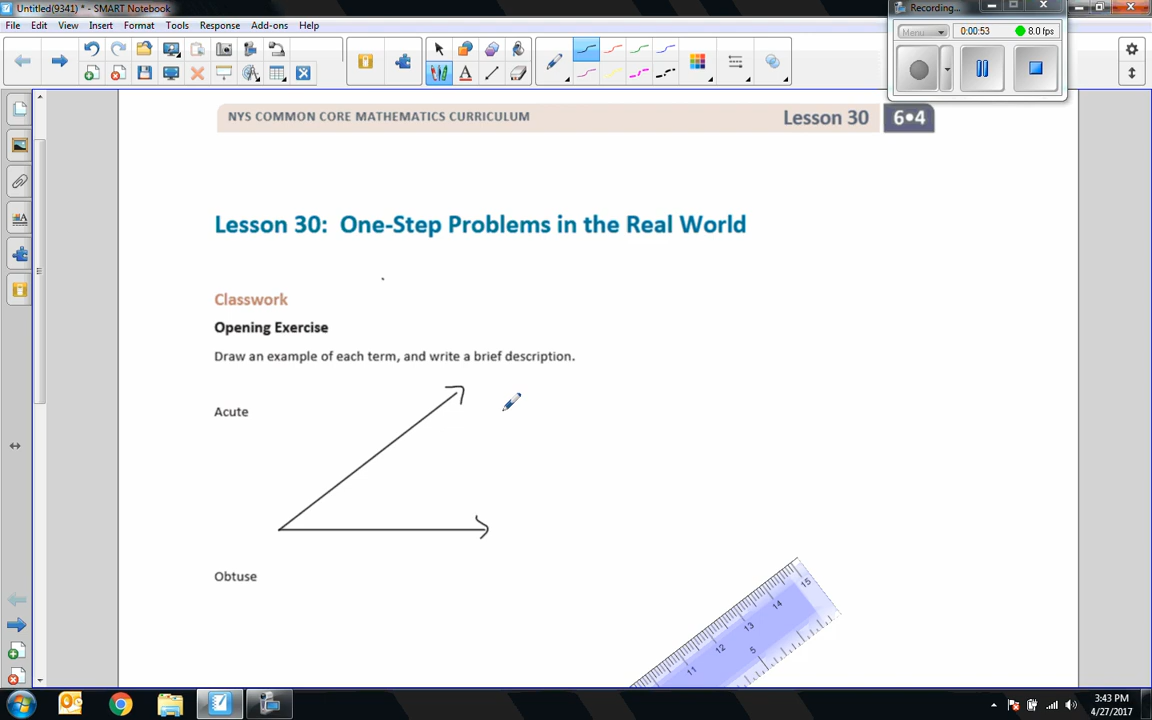 Untitled(9341) * - SMART Notebook
Recording...
File Edit View Insert Format Tools Response Add-ons Help
Menu 0:00:53 8.0 fps
NYS COMMON CORE MATHEMATICS CURRICULUM Lesson 30 6•4
Lesson 30: One-Step Problems in the Real World
Classwork
Opening Exercise
Draw an example of each term, and write a brief description.
Acute
Obtuse
15
14
13
12
5
11
3:43 PM
4/27/2017